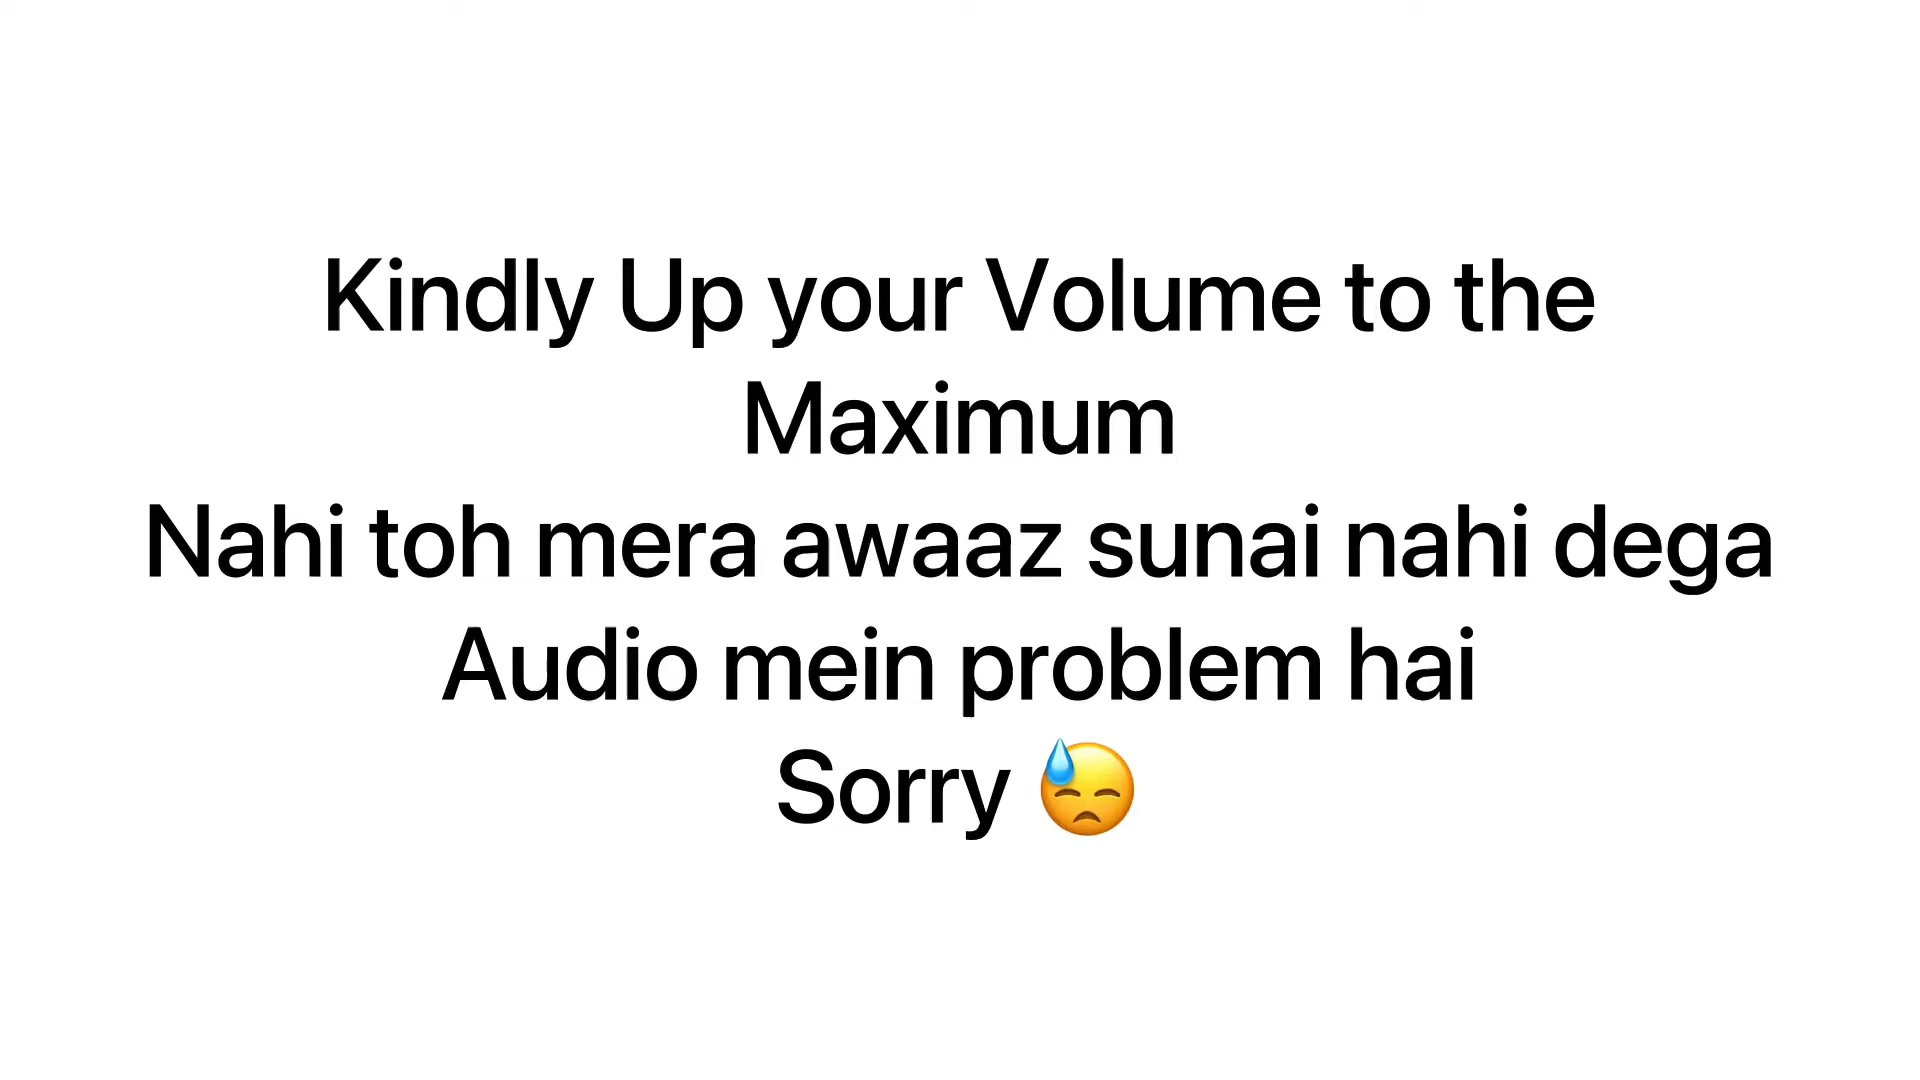 Kindly Up your Volume to the
Maximum
Nahi toh mera awaaz sunai nahi dega
Audio mein problem hai
Sorry 😓